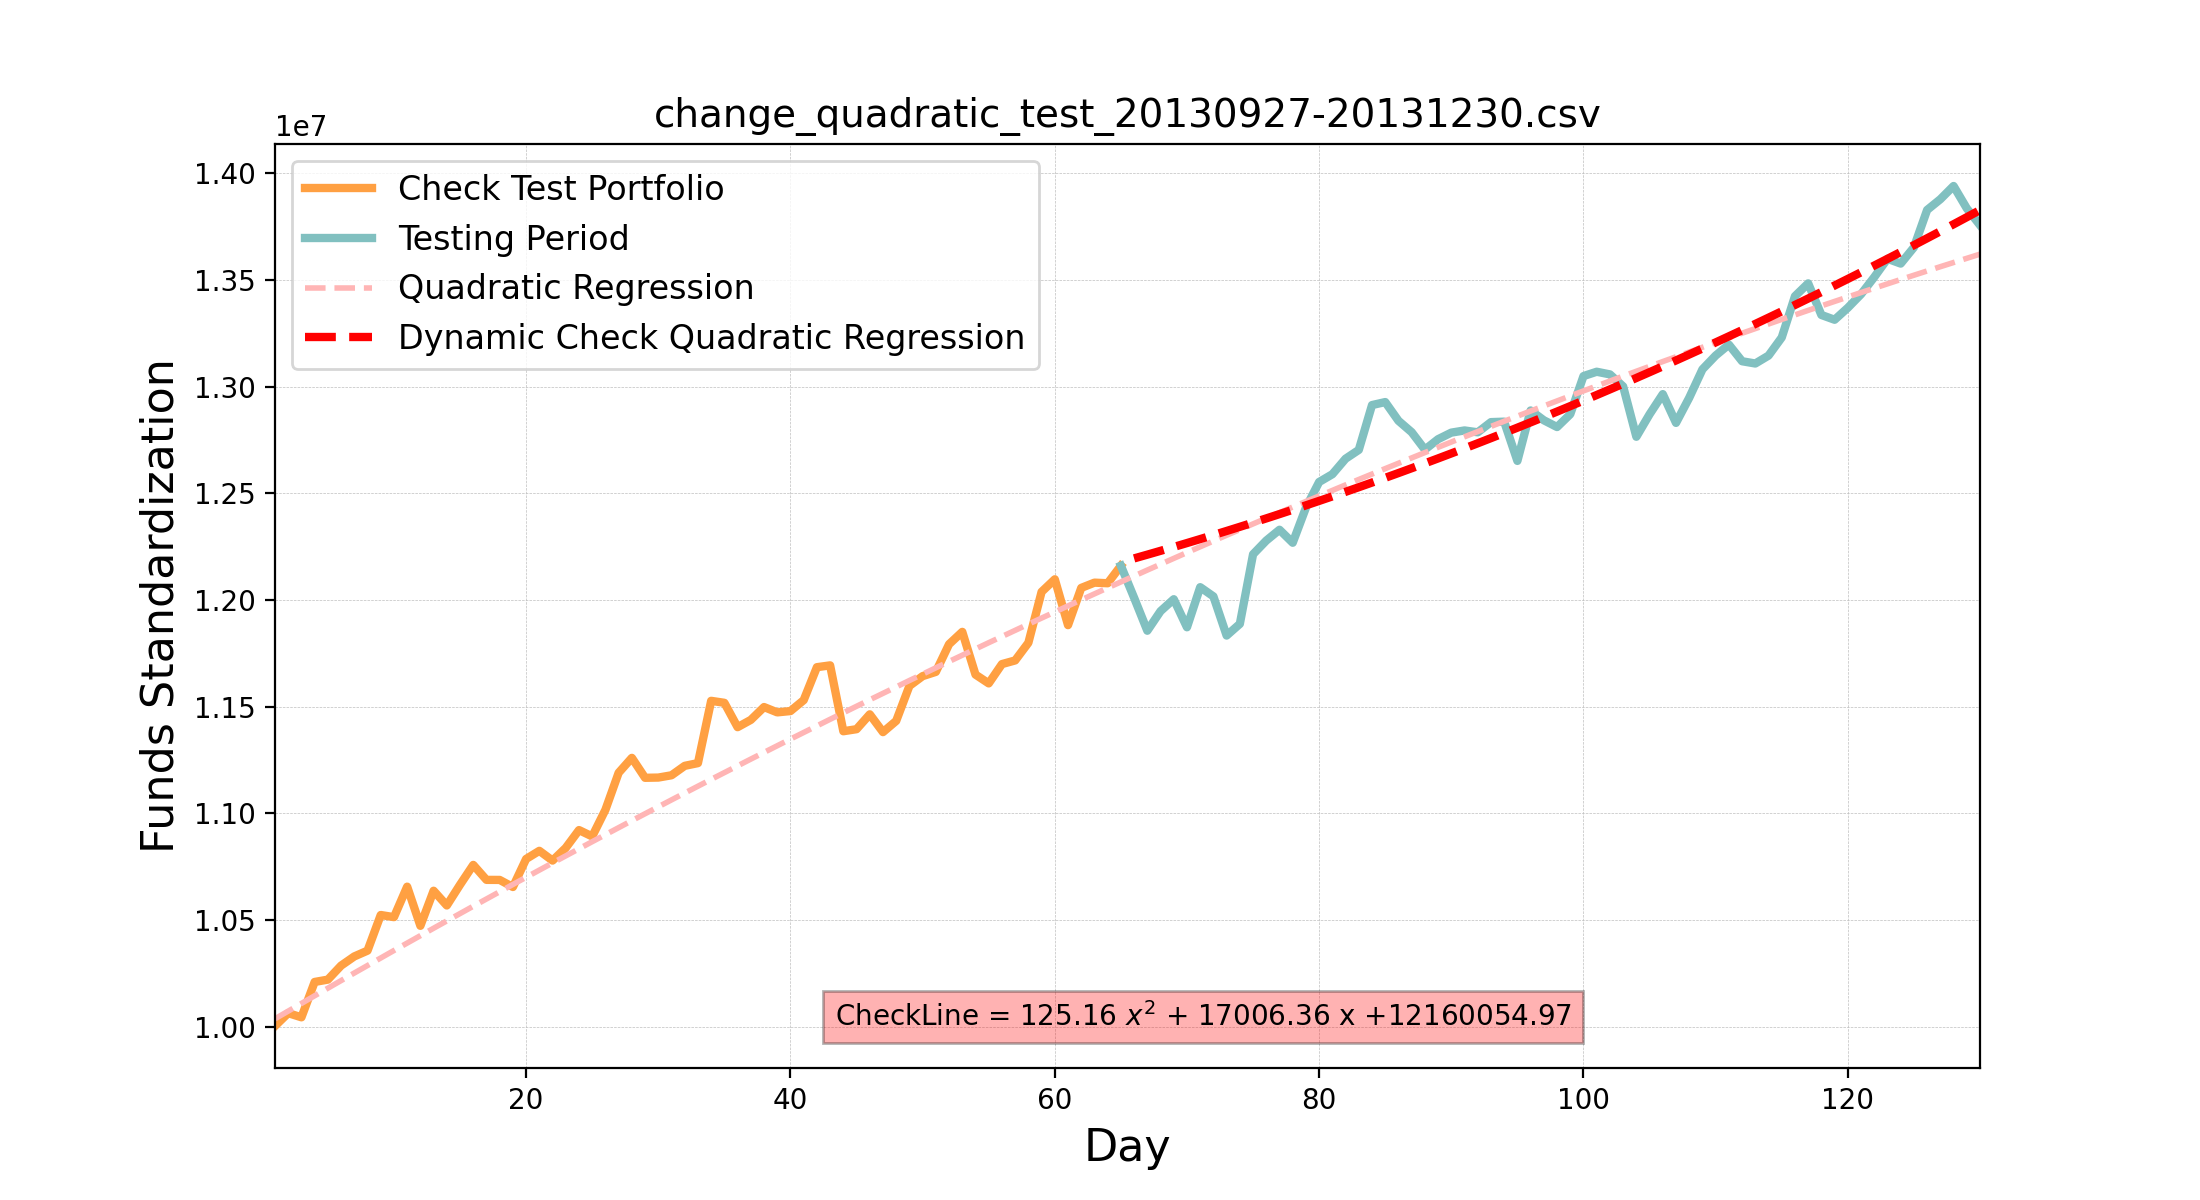 change_quadratic_test_20130927-20131230.csv
1e7
1.40
1.35
1.30
1.25
1.20
1.15
1.10
1.05
1.00
Funds Standardization
Check Test Portfolio
Testing Period
Quadratic Regression
Dynamic Check Quadratic Regression
CheckLine = 125.16 x² + 17006.36 x +12160054.97
20 40 60 80 100 120
Day